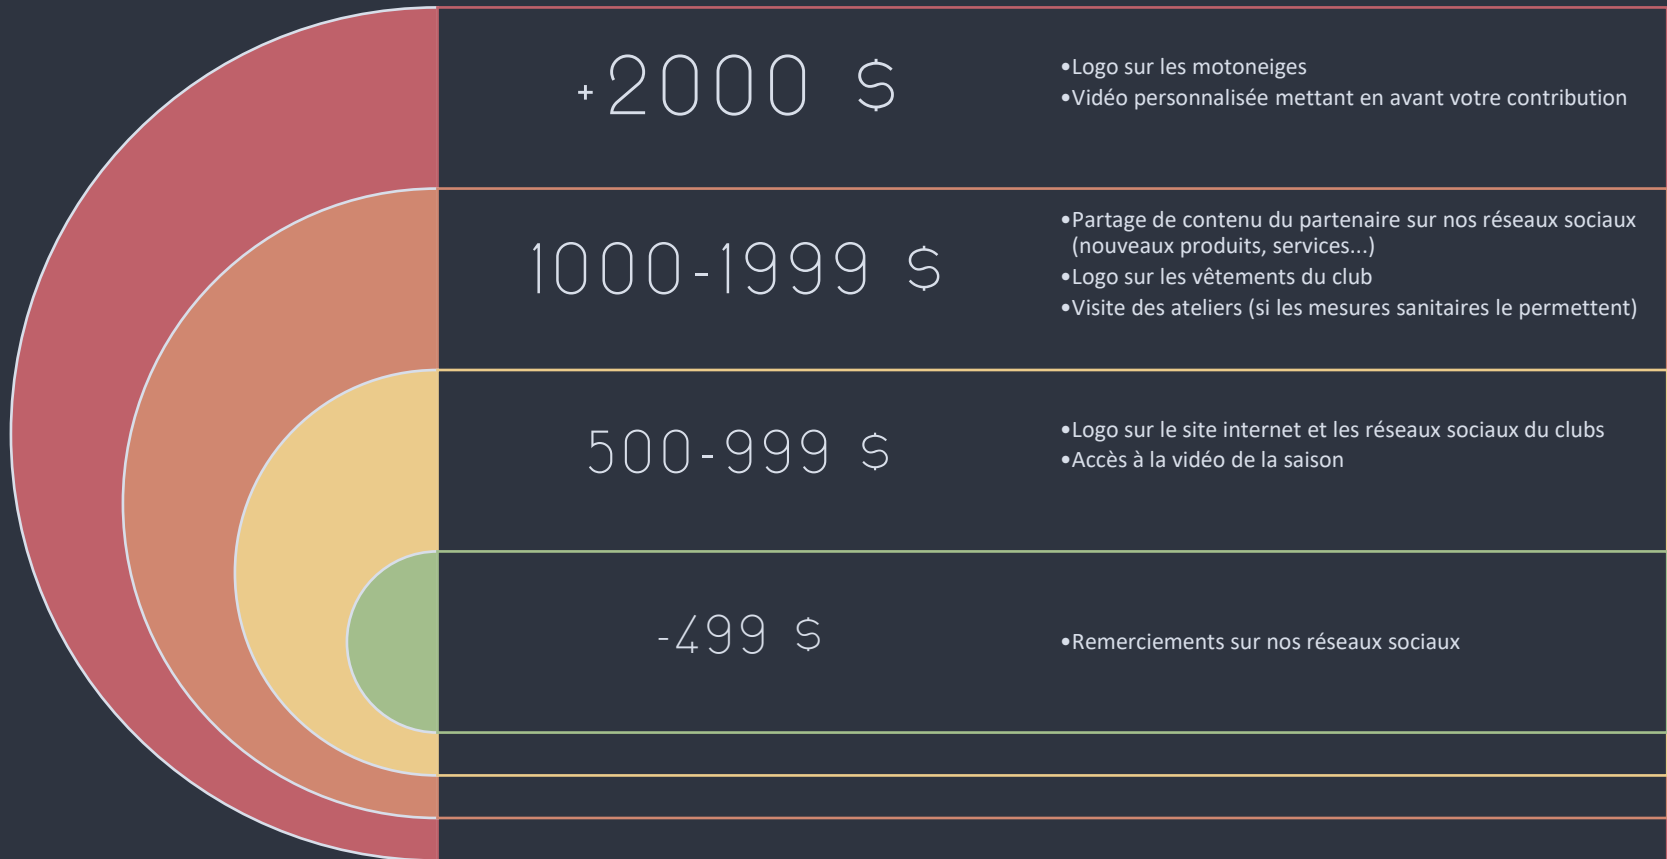 +2000 $
•Logo sur les motoneiges
•Vidéo personnalisée mettant en avant votre contribution
1000-1999 $
•Partage de contenu du partenaire sur nos réseaux sociaux
(nouveaux produits, services...)
•Logo sur les vêtements du club
•Visite des ateliers (si les mesures sanitaires le permettent)
500-999 $
•Logo sur le site internet et les réseaux sociaux du clubs
•Accès à la vidéo de la saison
-499 $
•Remerciements sur nos réseaux sociaux